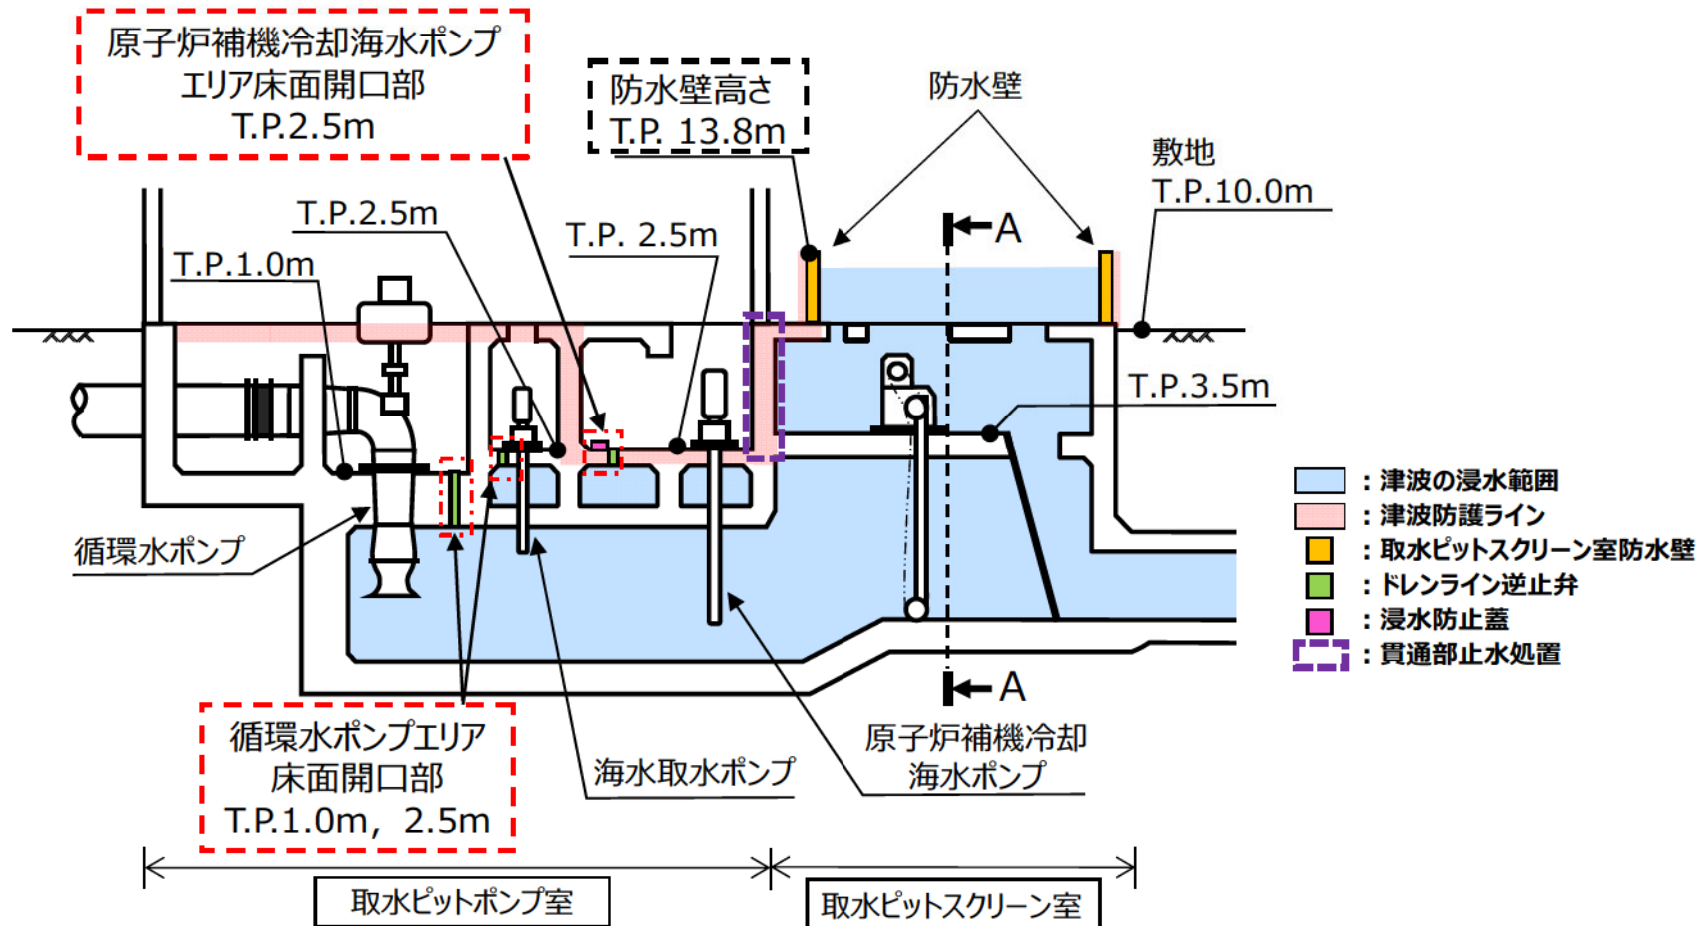 原子炉補機冷却海水ポンプ
エリア床面開口部
T.P.2.5m
防水壁高さ
T.P. 13.8m
防水壁
敷地
T.P.10.0m
T.P.2.5m
T.P. 2.5m
A
T.P.1.0m
T.P.3.5m
：津波の浸水範囲
：津波防護ライン
：取水ピットスクリーン室防水壁
：ドレンライン逆止弁
：浸水防止蓋
：貫通部止水処置
循環水ポンプ
A
循環水ポンプエリア
床面開口部
T.P.1.0m, 2.5m
海水取水ポンプ
原子炉補機冷却
海水ポンプ
取水ピットポンプ室
取水ピットスクリーン室